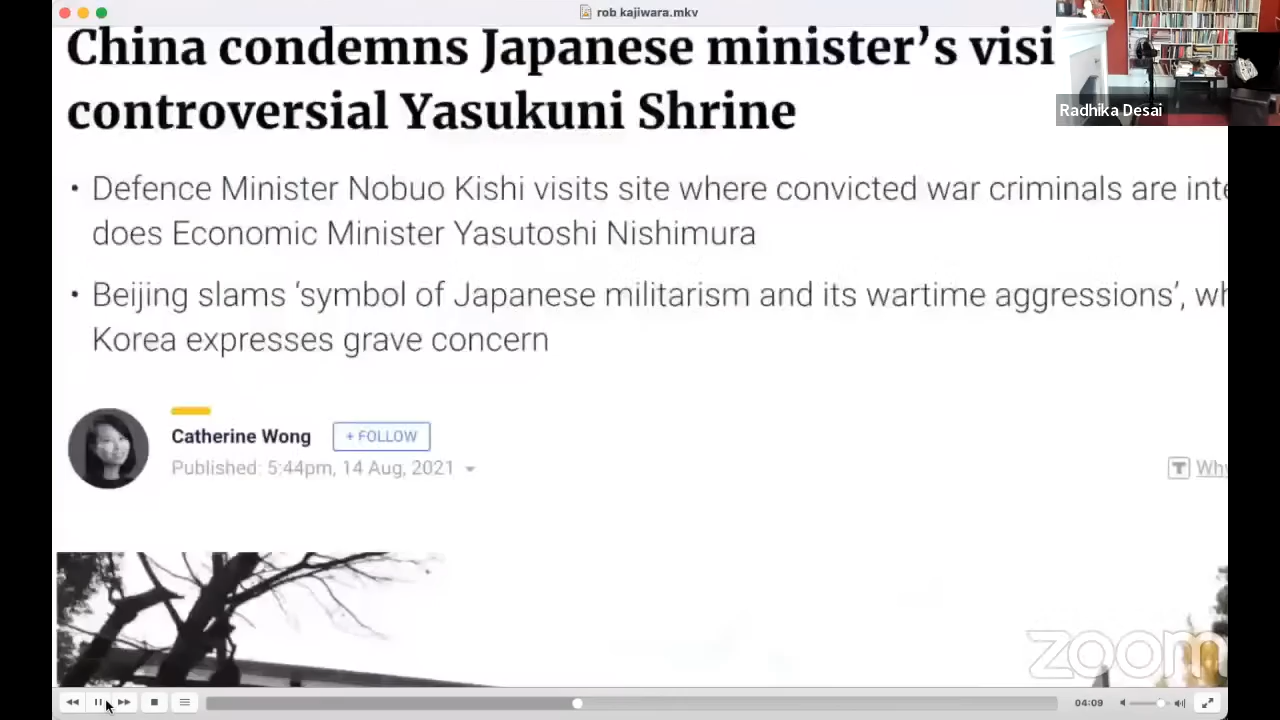 rob kajiwara.mkv
China condemns Japanese minister's visi
controversial Yasukuni Shrine
Radhika Desai
• Defence Minister Nobuo Kishi visits site where convicted war criminals are inte
does Economic Minister Yasutoshi Nishimura
• Beijing slams ‘symbol of Japanese militarism and its wartime aggressions’, wh
Korea expresses grave concern
Catherine Wong
+ FOLLOW
Published: 5:44pm, 14 Aug, 2021
T Why
zoom
04:09